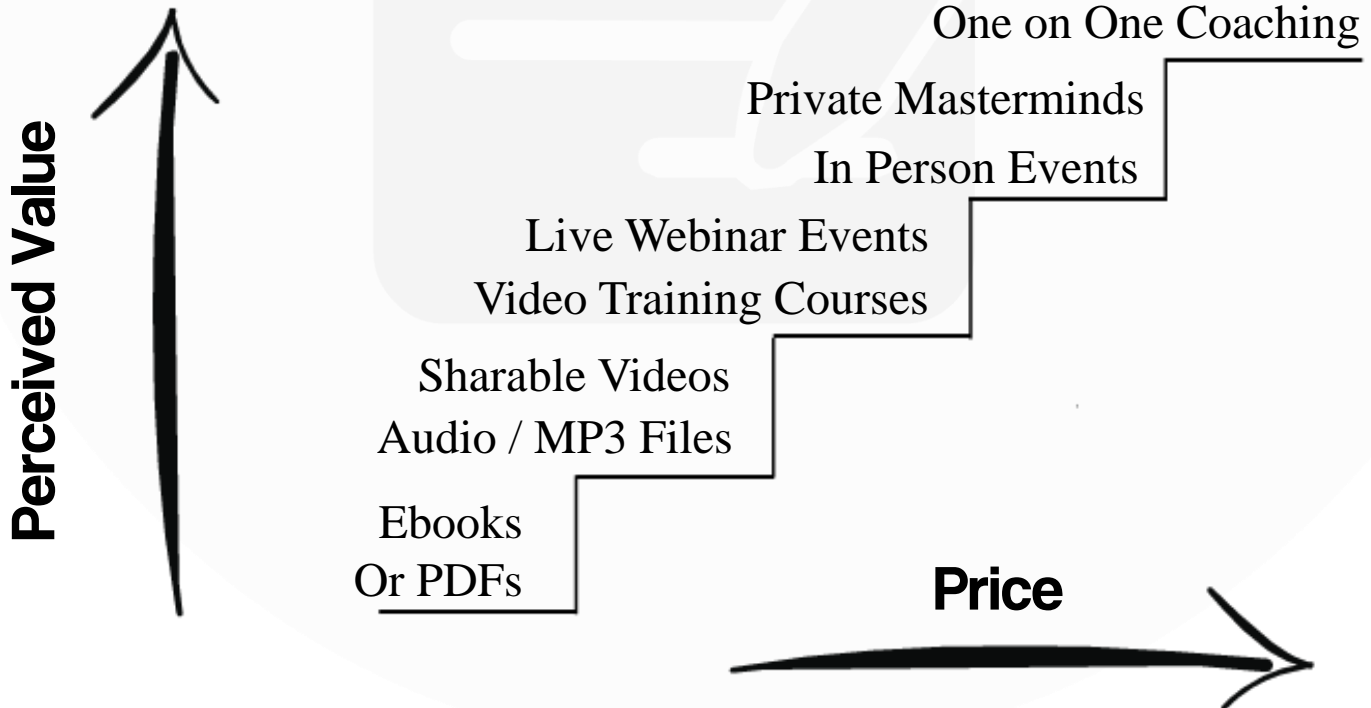 One on One Coaching
Private Masterminds
In Person Events
Live Webinar Events
Video Training Courses
Sharable Videos
Audio / MP3 Files
Ebooks
Or PDFs
Perceived Value
Price